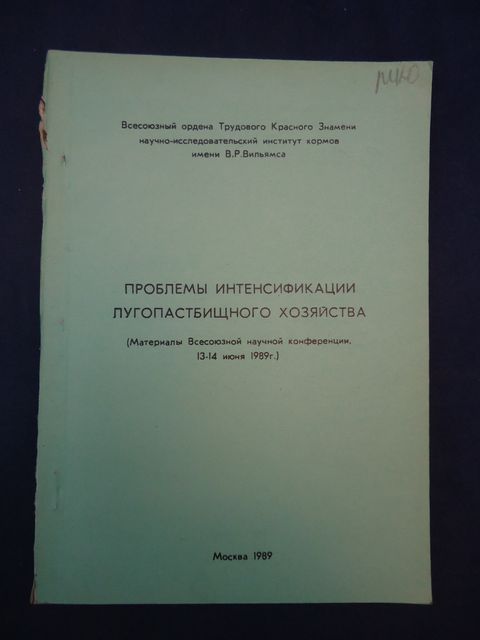 Всесоюзный ордена Трудового Красного Знамени
научно-исследовательский институт кормов
имени В.Р.Вильямса
ПРОБЛЕМЫ ИНТЕНСИФИКАЦИИ
ЛУГОПАСТБИЩНОГО ХОЗЯЙСТВА
(Материалы Всесоюзной научной конференции,
13-14 июня 1989г.)
Москва 1989